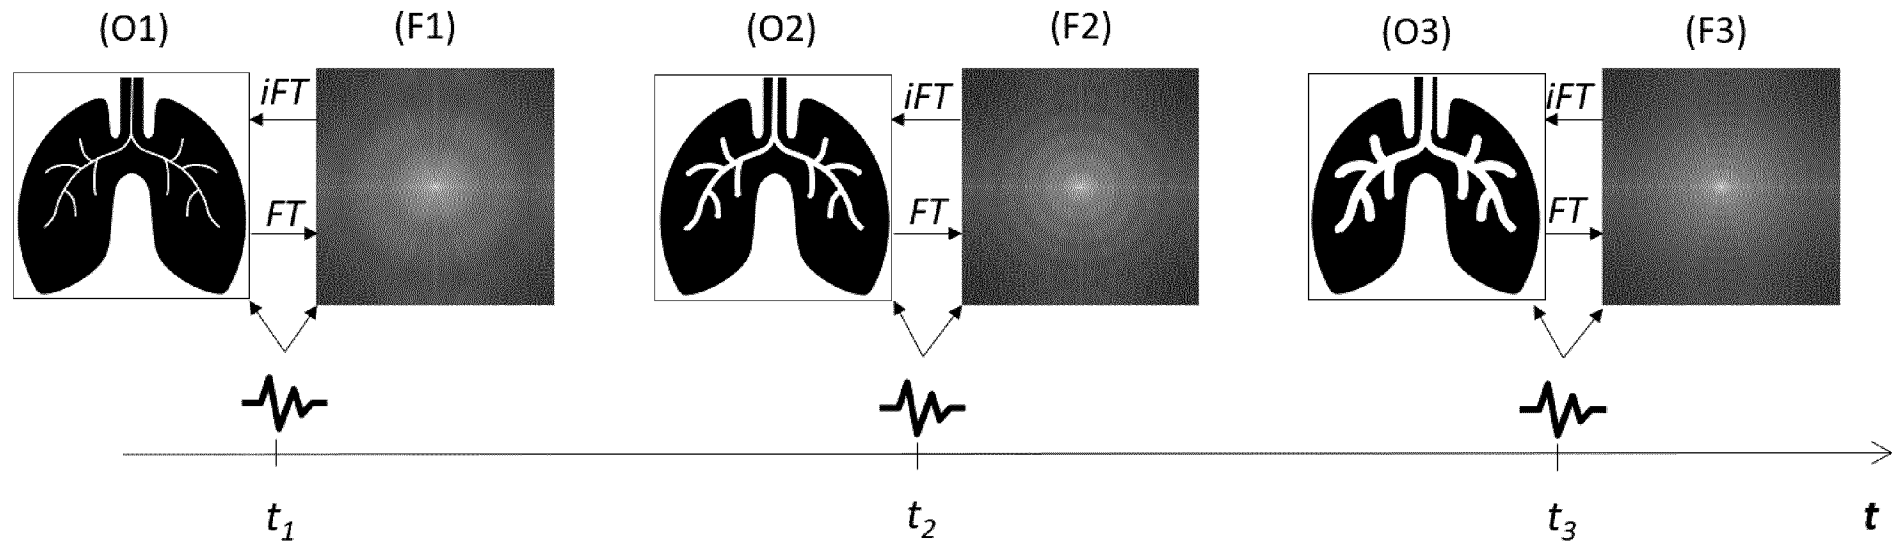 (O1) (F1) (O2) (F2) (O3) (F3)
iFT iFT iFT
FT FT FT
t1 t2 t3 t